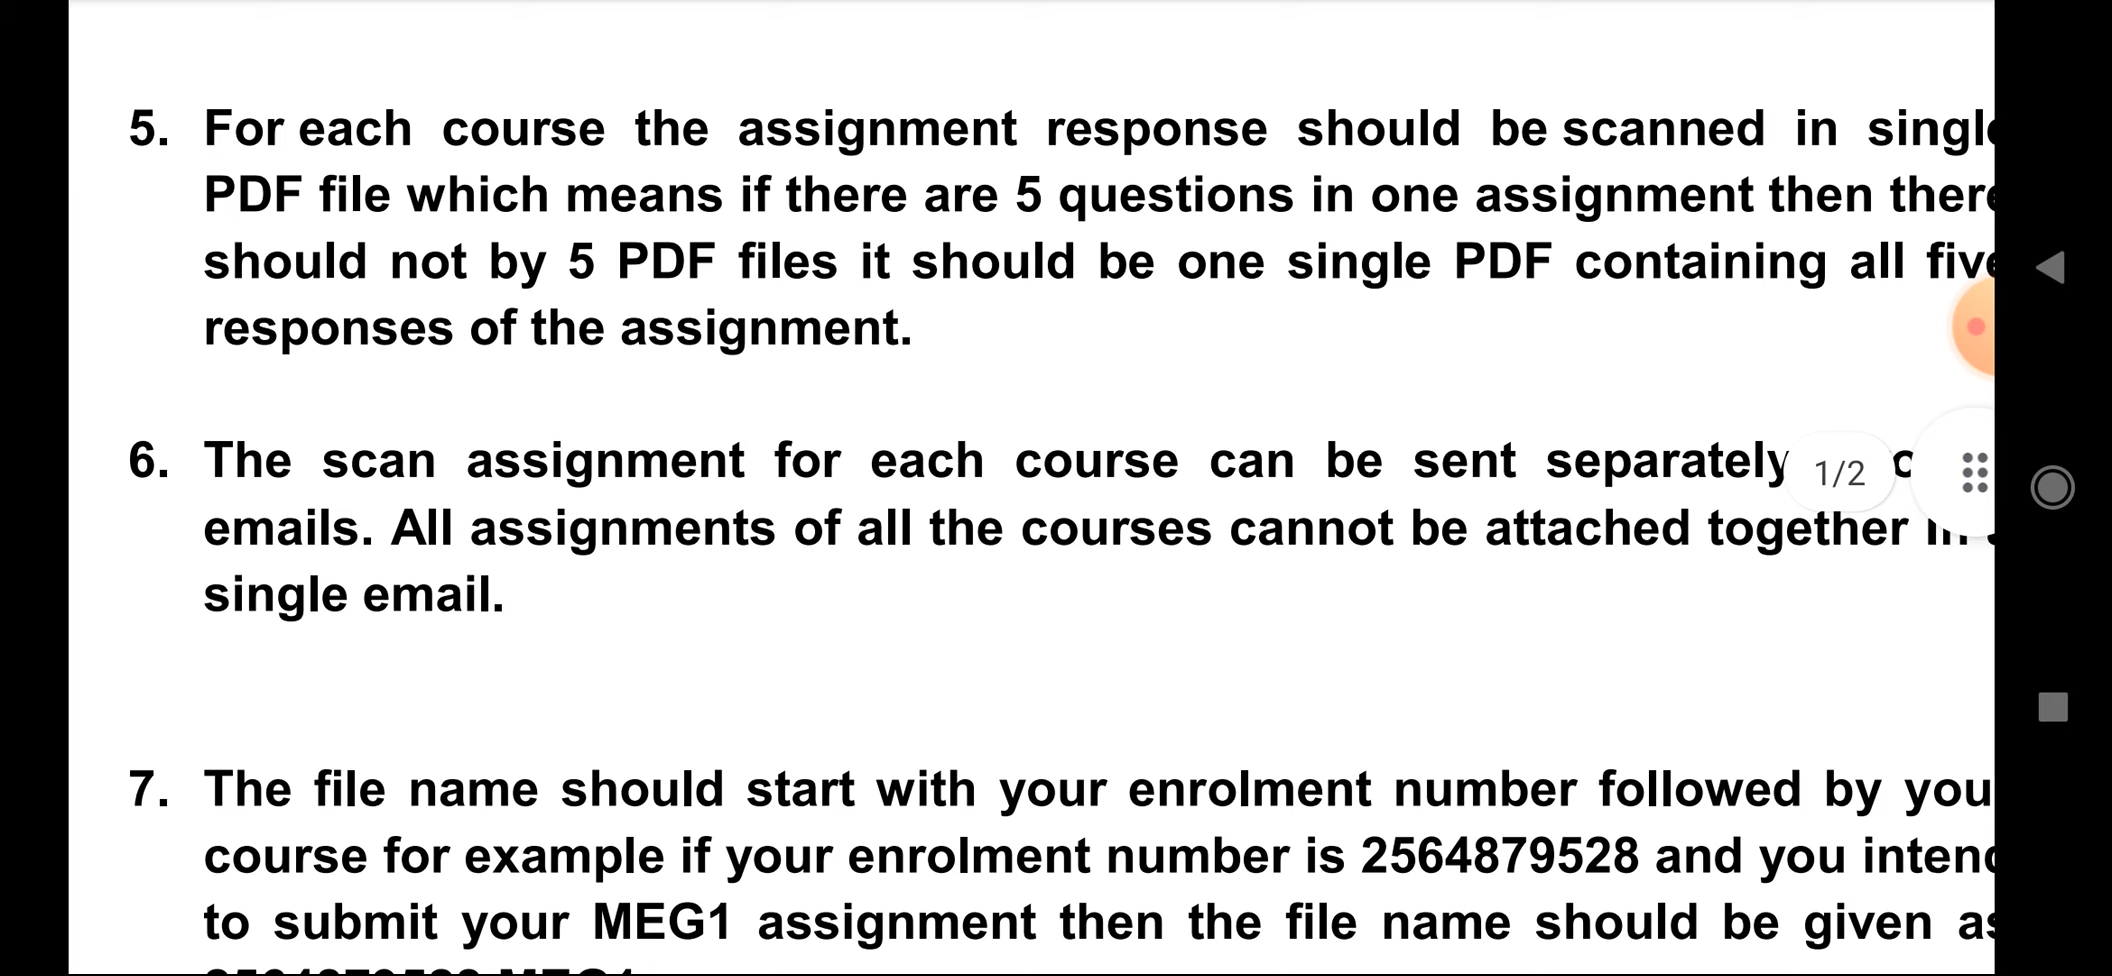 5. For each course the assignment response should be scanned in single
PDF file which means if there are 5 questions in one assignment then there
should not by 5 PDF files it should be one single PDF containing all five
responses of the assignment.
6. The scan assignment for each course can be sent separately
1/2
emails. All assignments of all the courses cannot be attached together in
single email.
7. The file name should start with your enrolment number followed by you
course for example if your enrolment number is 2564879528 and you intend
to submit your MEG1 assignment then the file name should be given as